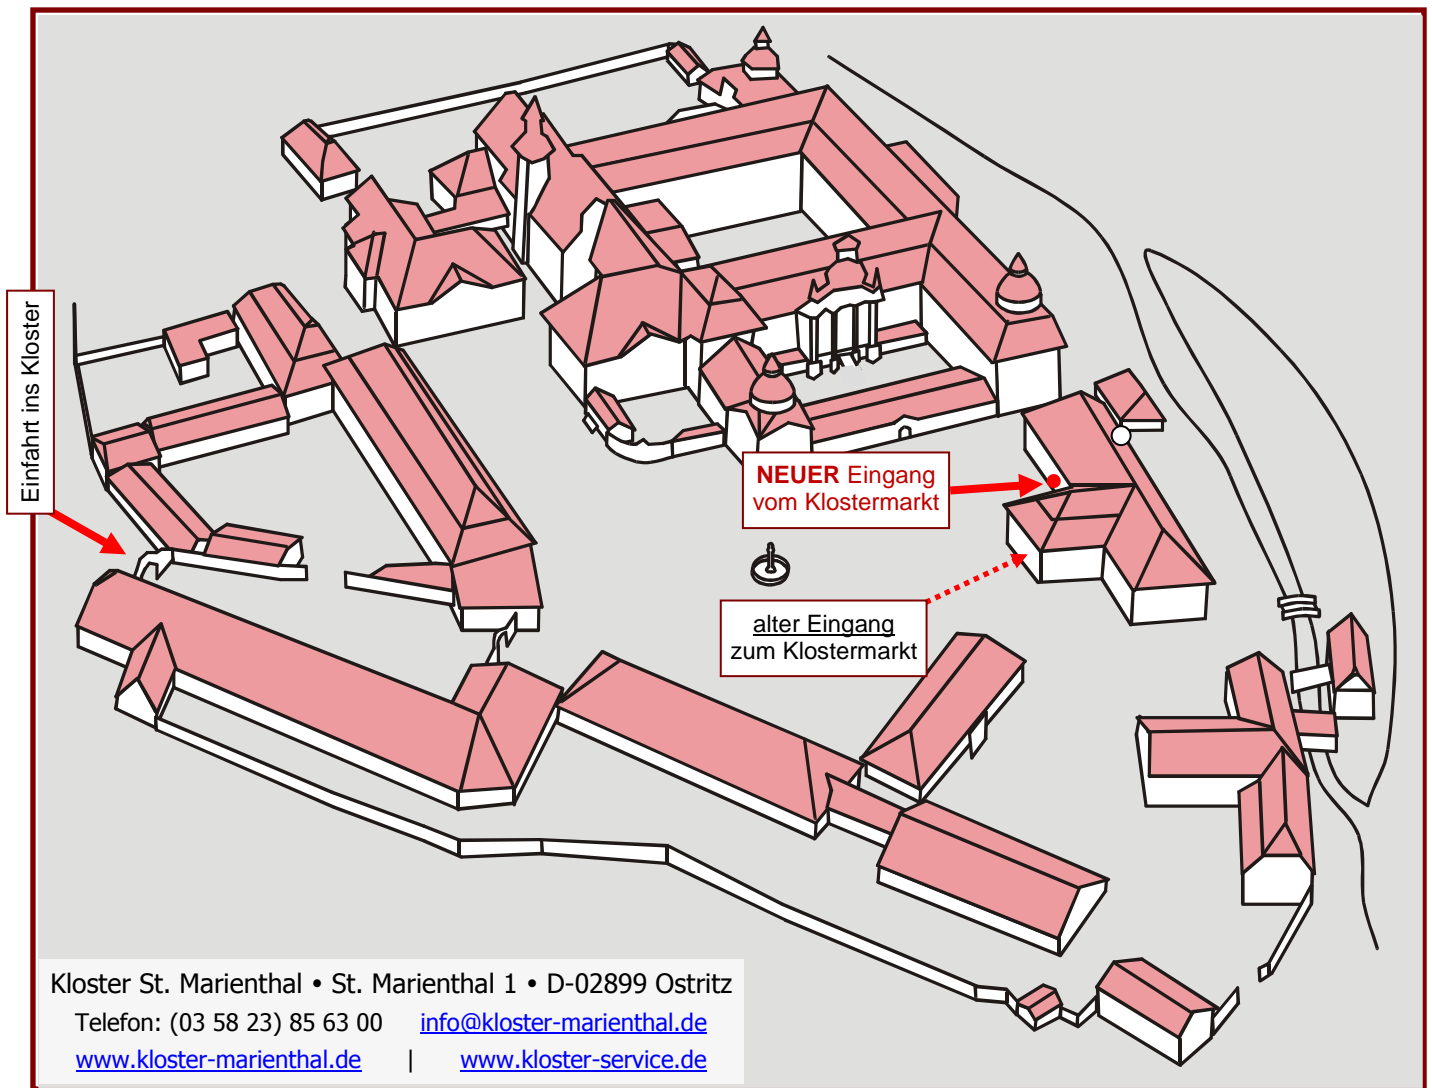 Einfahrt ins Kloster
NEUER Eingang
vom Klostermarkt
alter Eingang
zum Klostermarkt
Kloster St. Marienthal • St. Marienthal 1 • D-02899 Ostritz
Telefon: (03 58 23) 85 63 00 info@kloster-marienthal.de
www.kloster-marienthal.de | www.kloster-service.de